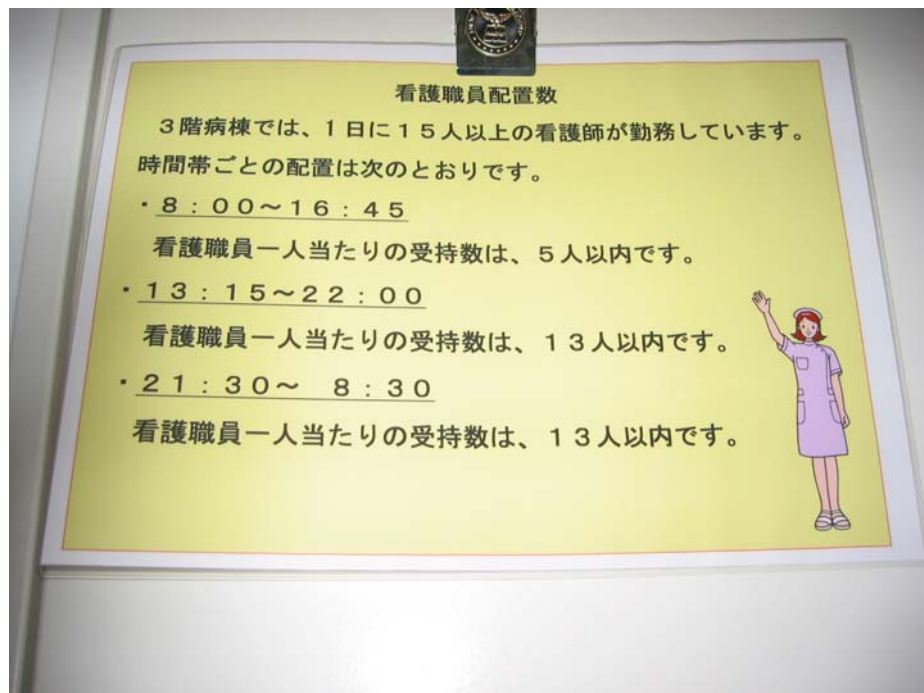 看護職員配置数
３階病棟では、１日に１５人以上の看護師が勤務しています。
時間帯ごとの配置は次のとおりです。
・８：００～１６：４５
看護職員一人当たりの受持数は、５人以内です。
・１３：１５～２２：００
看護職員一人当たりの受持数は、１３人以内です。
・２１：３０～　８：３０
看護職員一人当たりの受持数は、１３人以内です。